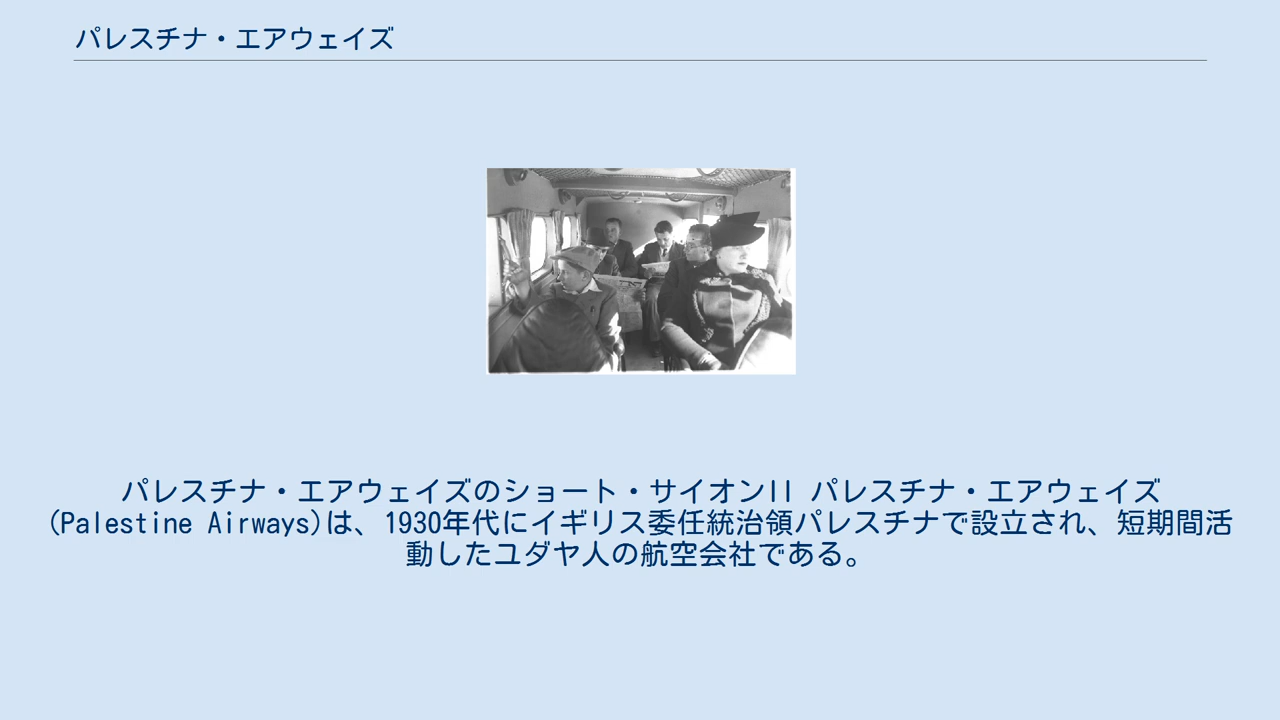 パレスチナ・エアウェイズ
パレスチナ・エアウェイズのショート・サイオンII パレスチナ・エアウェイズ
(Palestine Airways)は、1930年代にイギリス委任統治領パレスチナで設立され、短期間活
動したユダヤ人の航空会社である。